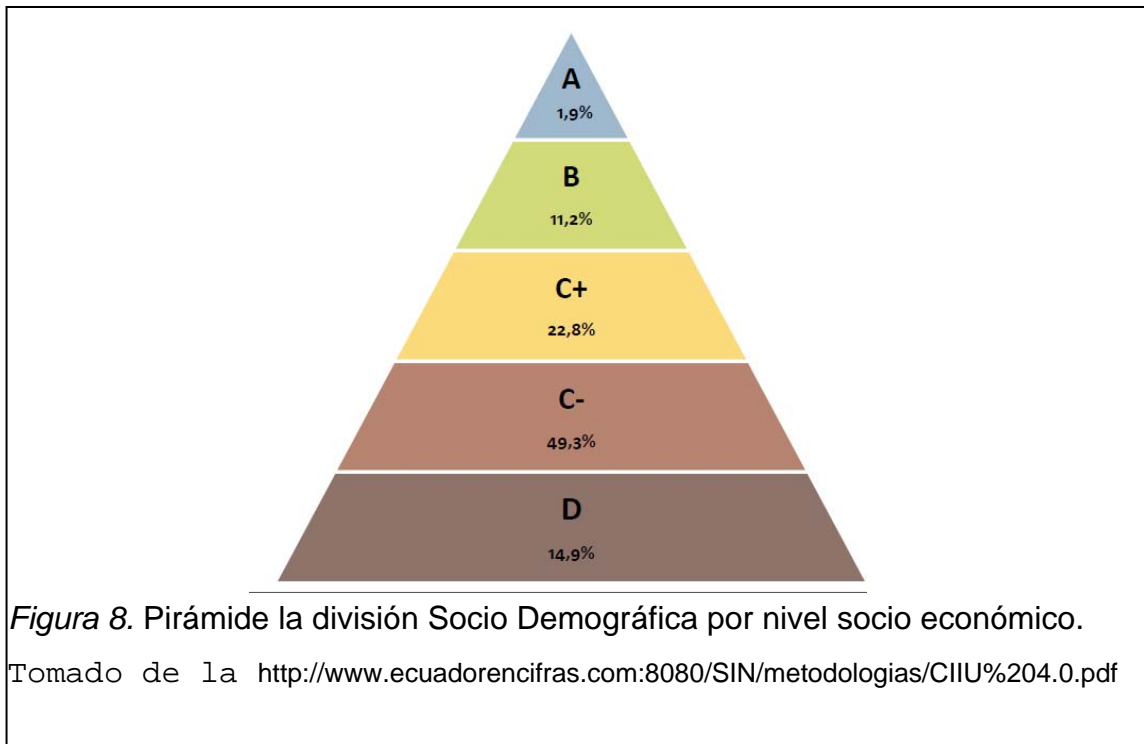 A
1,9%
B
11,2%
C+
22,8%
C-
49,3%
D
14,9%
Figura 8. Pirámide la división Socio Demográfica por nivel socio económico.
Tomado de la http://www.ecuadorencifras.com:8080/SIN/metodologias/CIIU%204.0.pdf